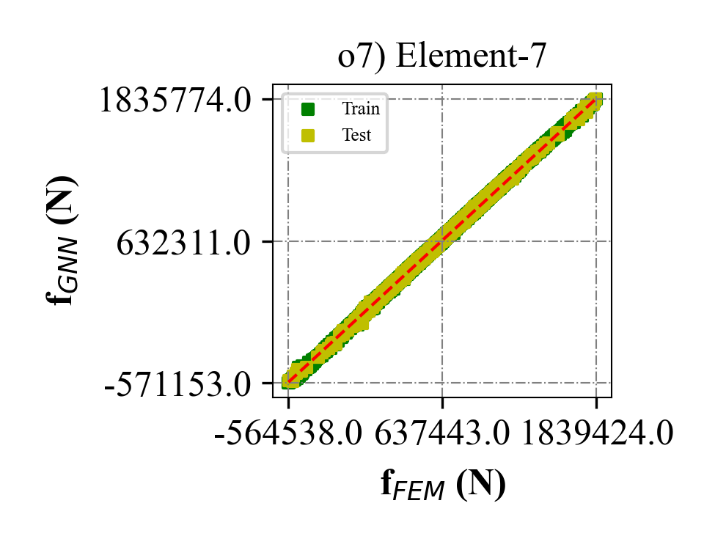 o7) Element-7
1835774.0
Train
Test
f_GNN (N)
632311.0
-571153.0
-564538.0 637443.0 1839424.0
f_FEM (N)